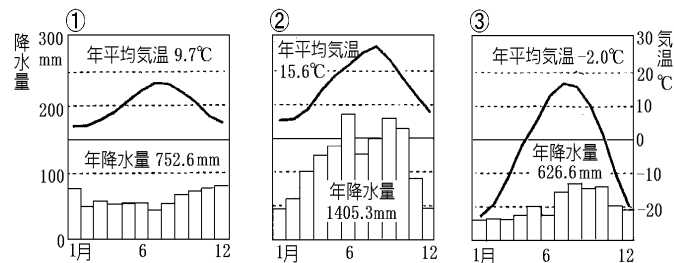 ①
②
③
降水量
300
mm
200
100
0
年平均気温 9.7℃
年降水量 752.6mm
1月
6
12
年平均気温
15.6℃
年降水量
1405.3mm
1月
6
12
年平均気温 -2.0℃
年降水量
626.6mm
1月
6
12
30
気温
20
℃
10
0
-10
-20